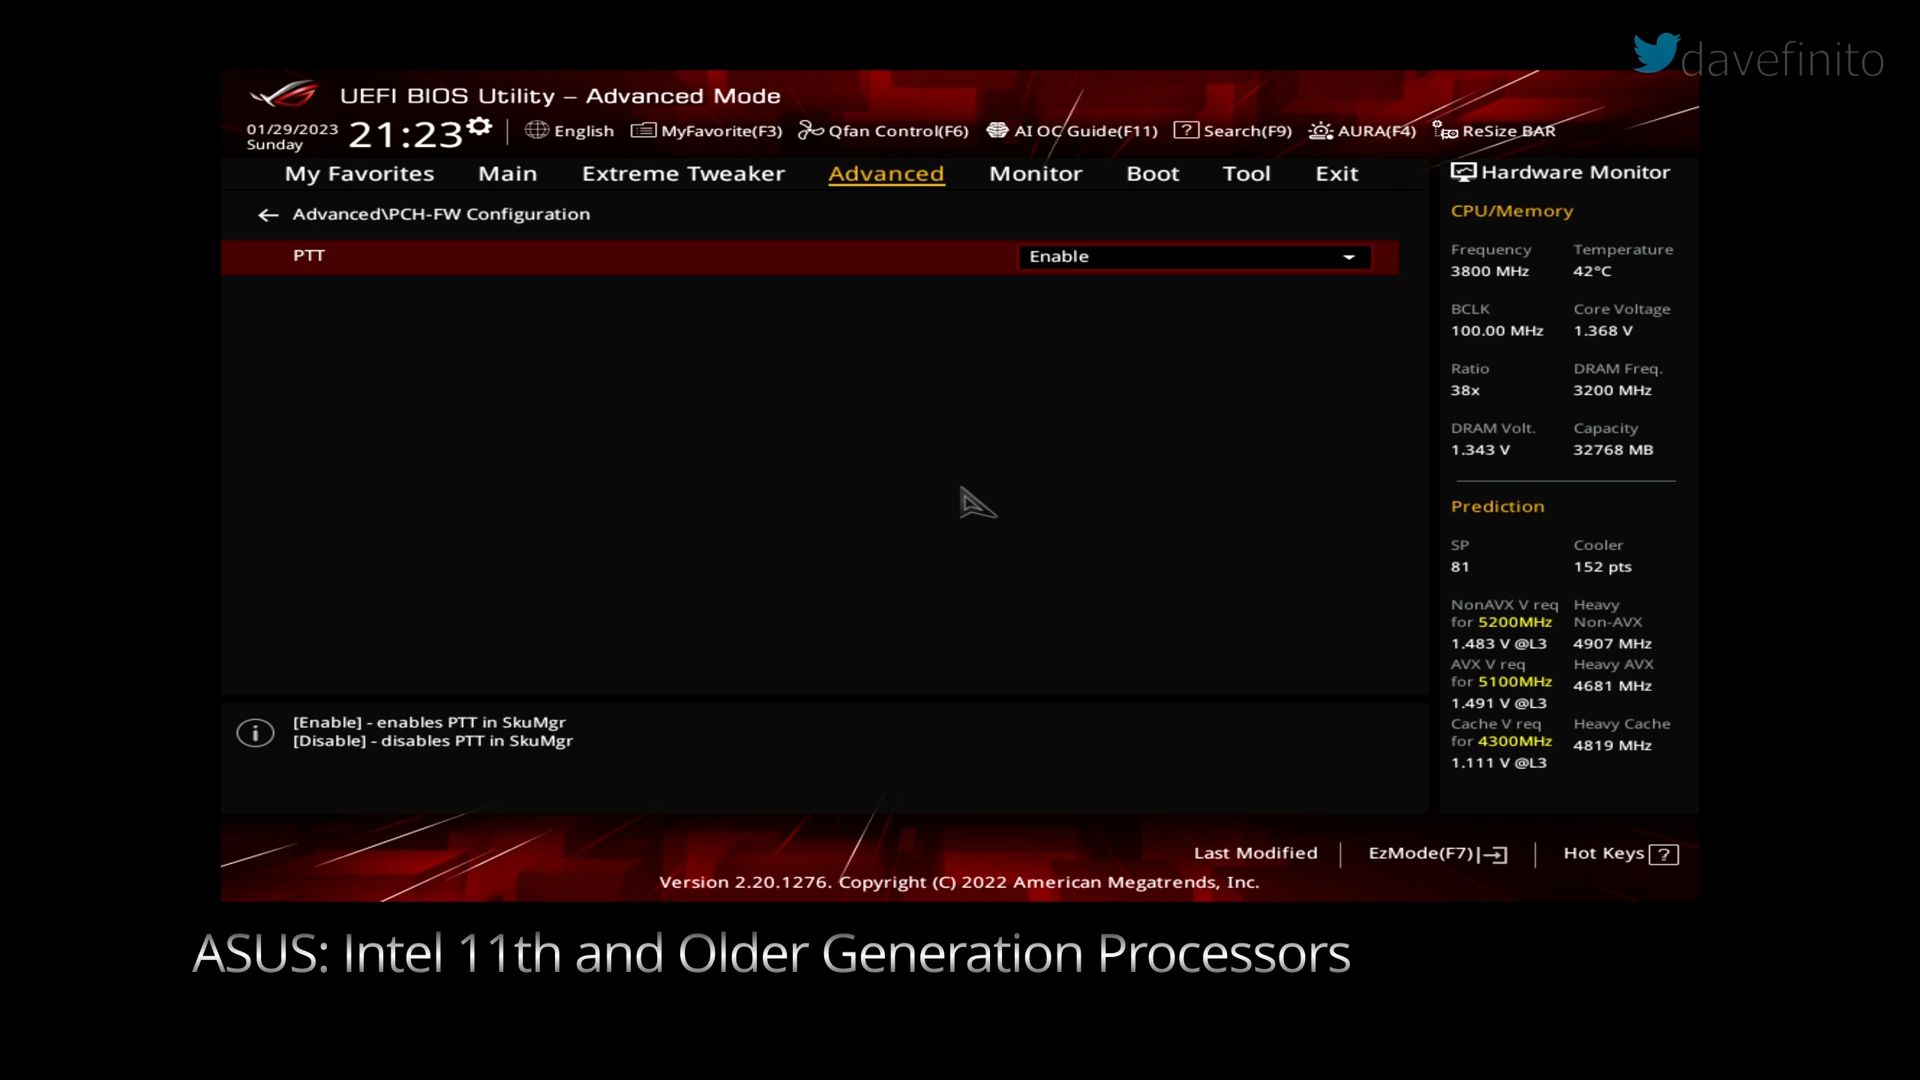 davefinito
UEFI BIOS Utility – Advanced Mode
01/29/2023
Sunday
21:23
English
MyFavorite(F3)
Qfan Control(F6)
AI OC Guide(F11)
Search(F9)
AURA(F4)
ReSize BAR
My Favorites
Main
Extreme Tweaker
Advanced
Monitor
Boot
Tool
Exit
Advanced\PCH-FW Configuration
PTT
Enable
[Enable] - enables PTT in SkuMgr
[Disable] - disables PTT in SkuMgr
Hardware Monitor
CPU/Memory
Frequency Temperature
3800 MHz 42°C
BCLK Core Voltage
100.00 MHz 1.368 V
Ratio DRAM Freq.
38x 3200 MHz
DRAM Volt. Capacity
1.343 V 32768 MB
Prediction
SP Cooler
81 152 pts
NonAVX V req Heavy
for 5200MHz Non-AVX
1.483 V @L3 4907 MHz
AVX V req Heavy AVX
for 5100MHz 4681 MHz
1.491 V @L3
Cache V req Heavy Cache
for 4300MHz 4819 MHz
1.111 V @L3
Last Modified
EzMode(F7)
Hot Keys ?
Version 2.20.1276. Copyright (C) 2022 American Megatrends, Inc.
ASUS: Intel 11th and Older Generation Processors